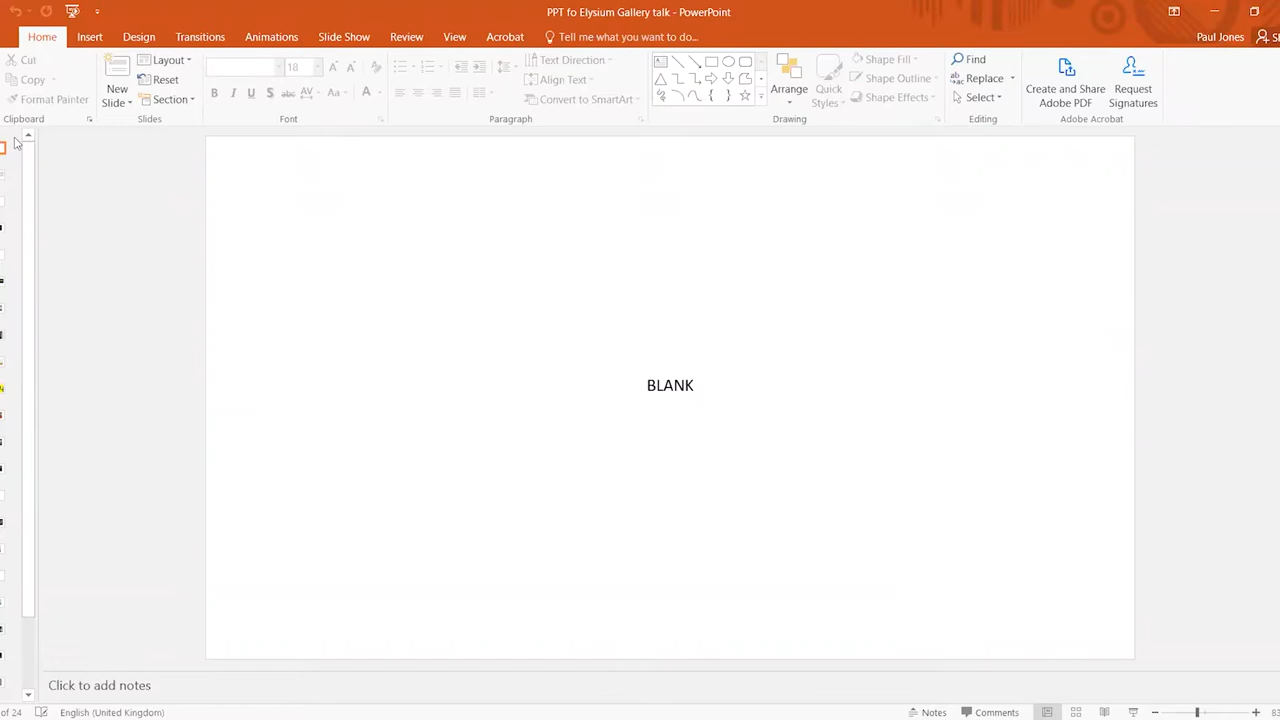 PPT fo Elysium Gallery talk - PowerPoint
Home Insert Design Transitions Animations Slide Show Review View Acrobat Tell me what you want to do... Paul Jones
Cut
Copy
Format Painter
Clipboard
New
Slide
Layout
Reset
Section
Slides
18
B I U S abc AV Aa A
Font
Text Direction
Align Text
Convert to SmartArt
Paragraph
Arrange
Quick
Styles
Shape Fill
Shape Outline
Shape Effects
Drawing
Find
Replace
Select
Editing
Create and Share
Adobe PDF
Request
Signatures
Adobe Acrobat
BLANK
Click to add notes
of 24 English (United Kingdom) Notes Comments 83